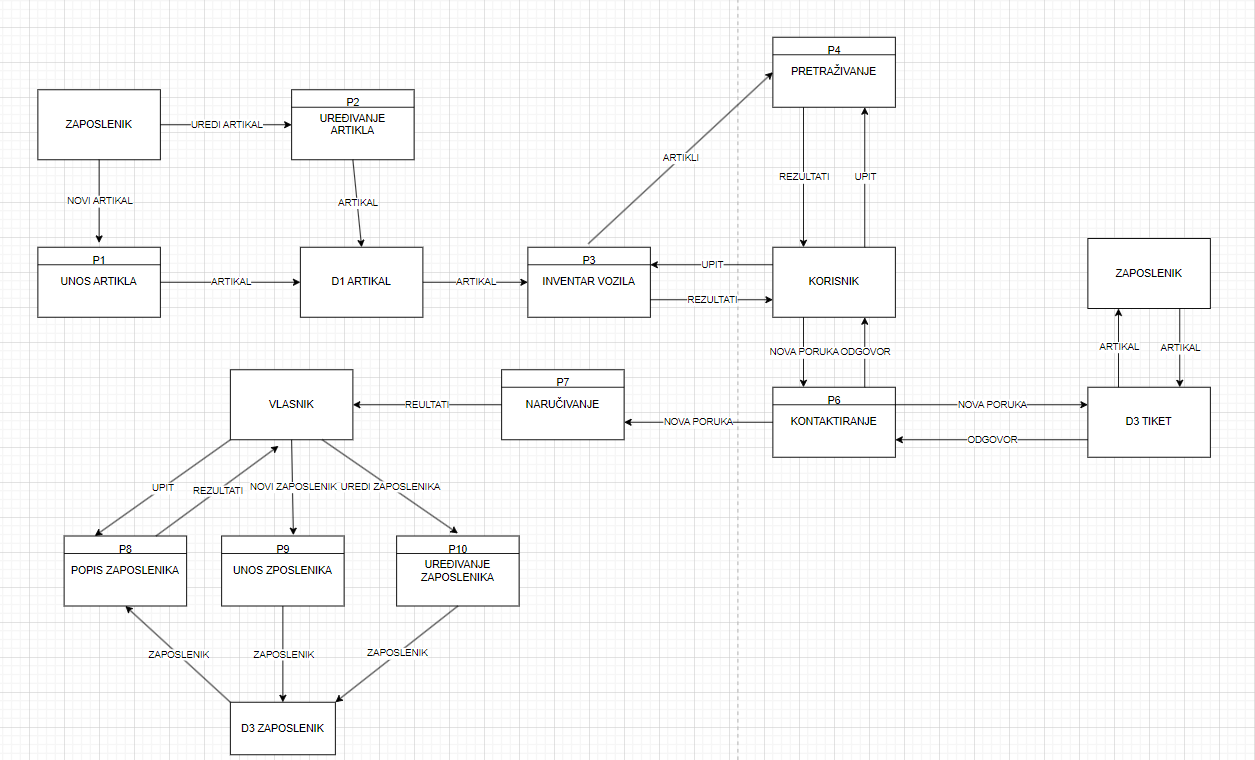 P4
PRETRAŽIVANJE
ZAPOSLENIK
UREDI ARTIKAL
P2
UREĐIVANJE
ARTIKLA
ARTIKLI
REZULTATI
UPIT
NOVI ARTIKAL
ARTIKAL
P1
UNOS ARTIKLA
ARTIKAL
D1 ARTIKAL
ARTIKAL
P3
INVENTAR VOZILA
UPIT
REZULTATI
KORISNIK
ZAPOSLENIK
NOVA PORUKA
ODGOVOR
ARTIKAL
ARTIKAL
VLASNIK
REULTATI
P7
NARUČIVANJE
NOVA PORUKA
P6
KONTAKTIRANJE
NOVA PORUKA
ODGOVOR
D3 TIKET
UPIT
REZULTATI
NOVI ZAPOSLENIK
UREDI ZAPOSLENIKA
P8
POPIS ZAPOSLENIKA
P9
UNOS ZPOSLENIKA
P10
UREĐIVANJE
ZAPOSLENIKA
ZAPOSLENIK
ZAPOSLENIK
ZAPOSLENIK
D3 ZAPOSLENIK